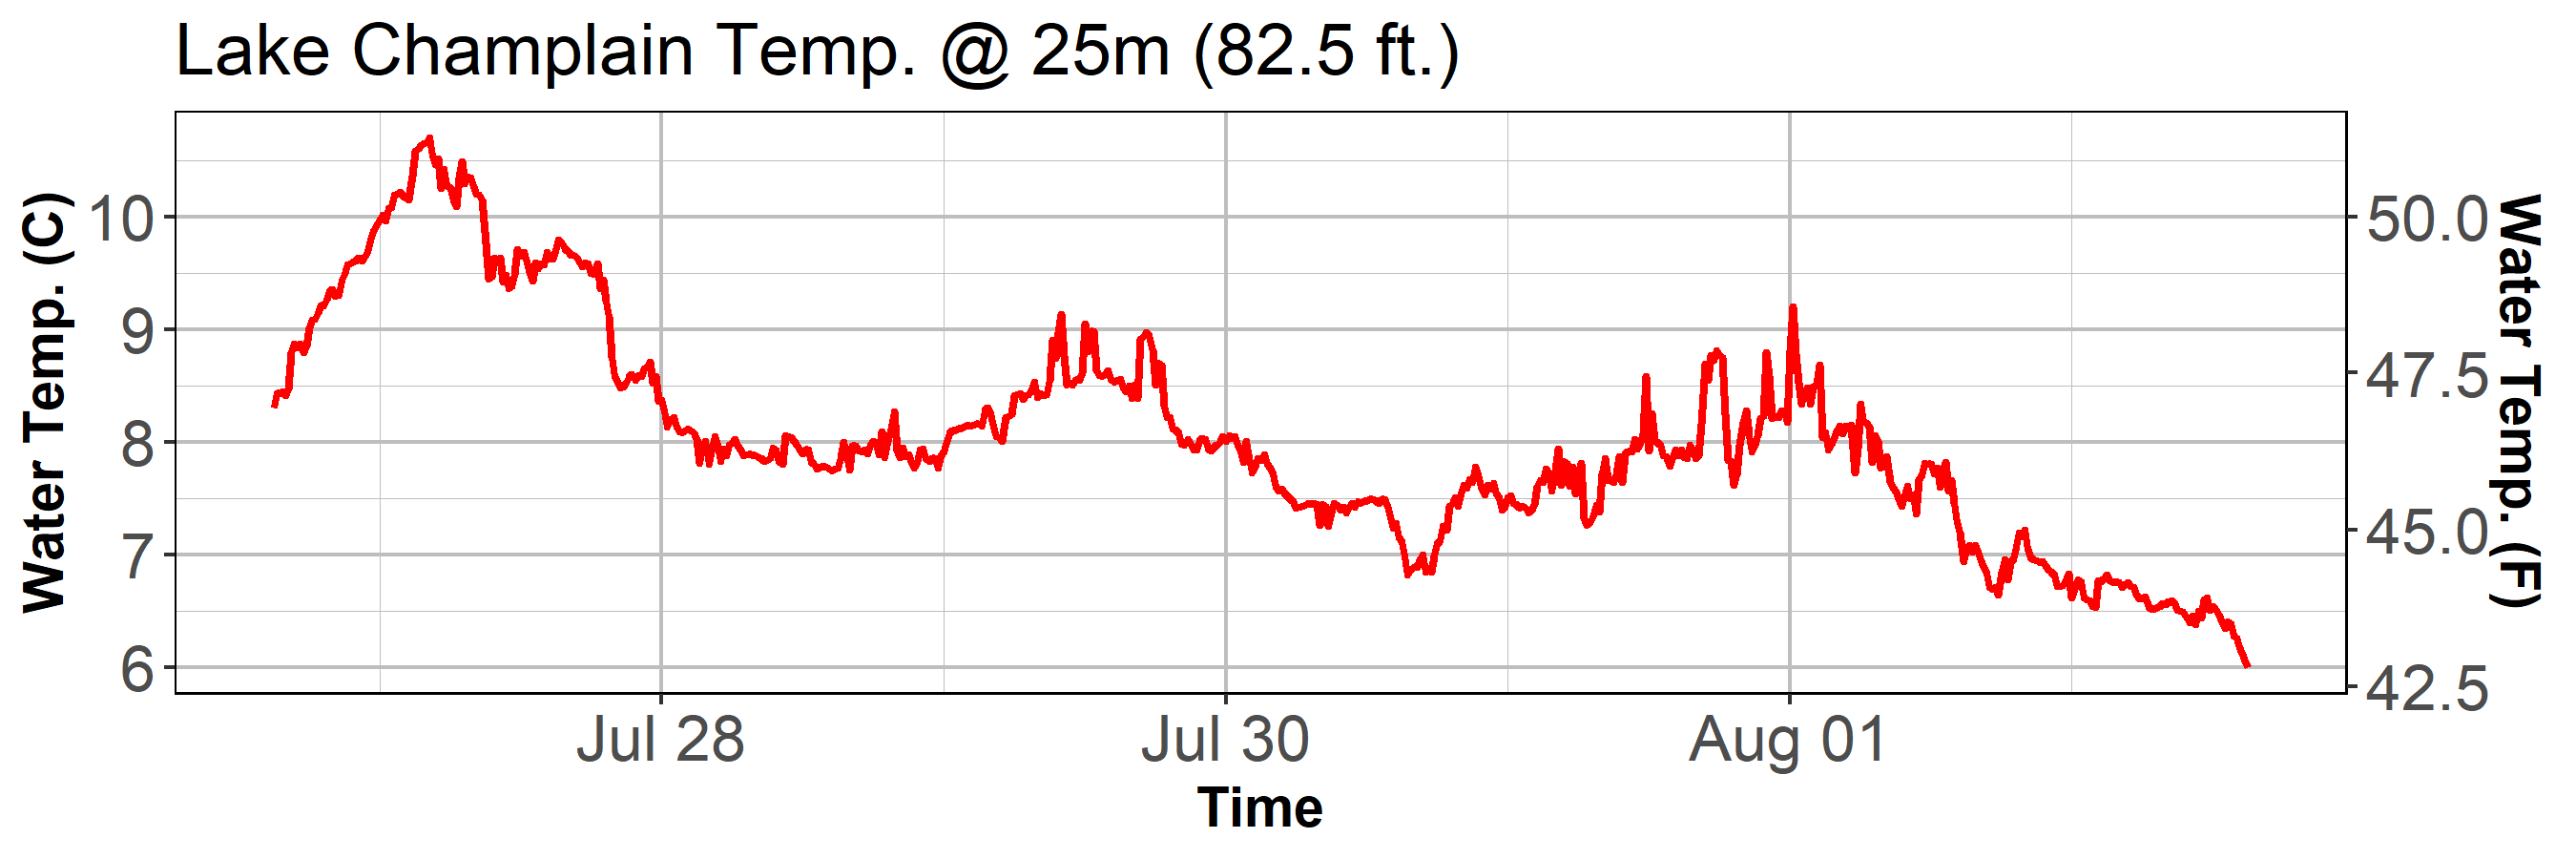 Lake Champlain Temp. @ 25m (82.5 ft.)
Water Temp. (C)
10
9
8
7
6
50.0
47.5
45.0
42.5
Water Temp. (F)
Jul 28
Jul 30
Aug 01
Time